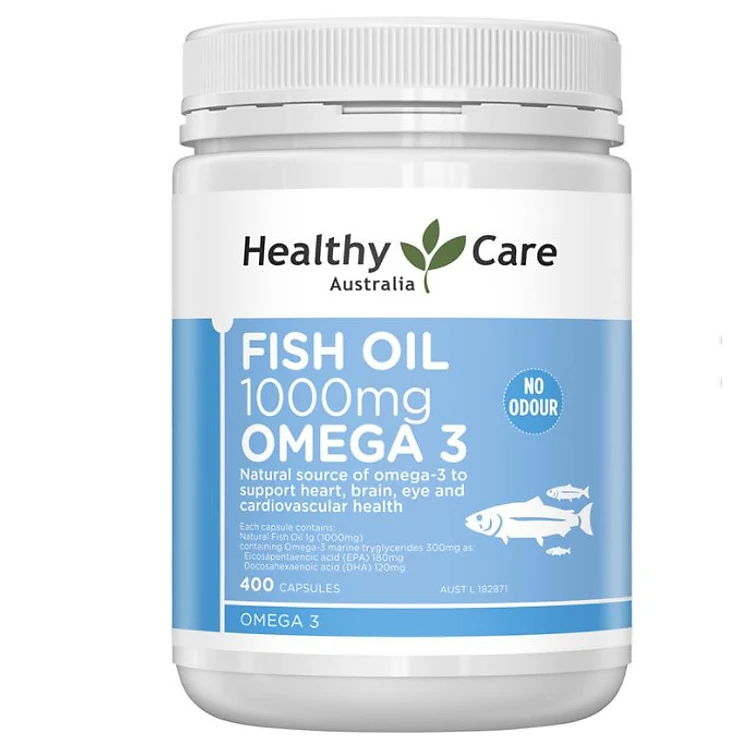 Healthy Care
Australia
FISH OIL
1000mg
OMEGA 3
NO
ODOUR
Natural source of omega-3 to
support heart, brain, eye and
cardiovascular health
Each capsule contains:
Natural Fish Oil 1g (1000mg)
containing Omega-3 marine tryglycerides 300mg as:
Eicosapentaenoic acid (EPA) 180mg
Docosahexaenoic acid (DHA) 120mg
400 CAPSULES
AUST L 182871
OMEGA 3